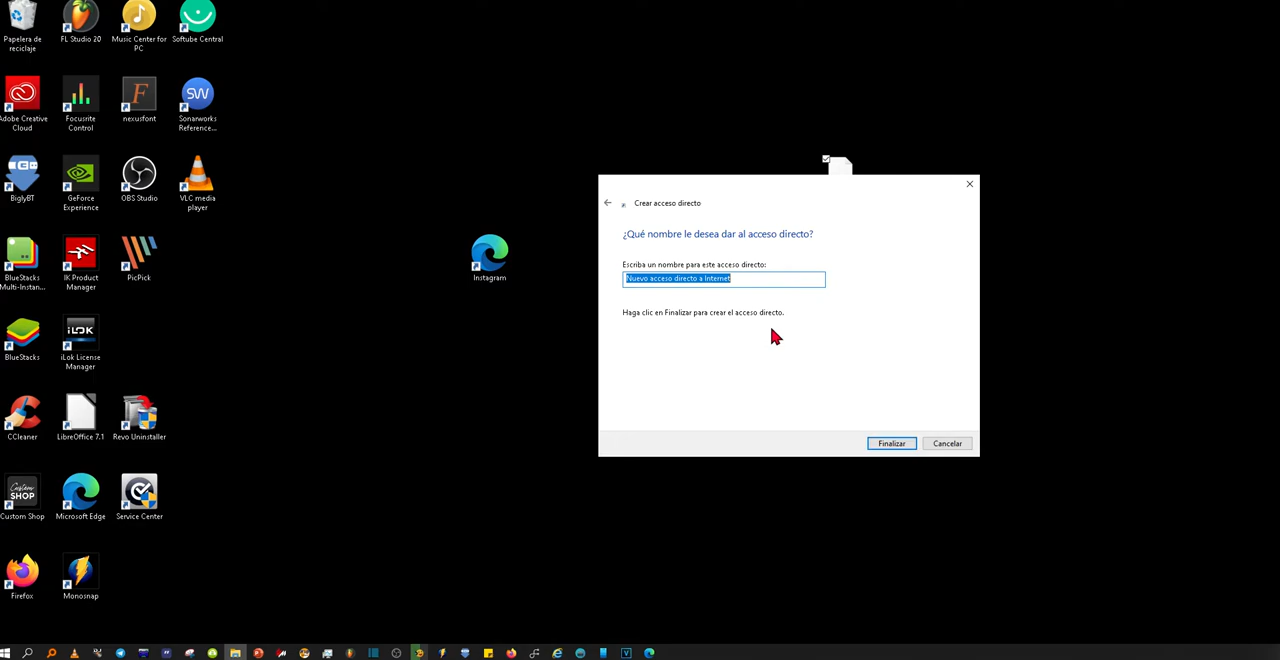 Papelera de
reciclaje
FL Studio 20
Music Center for
PC
Softube Central
Adobe Creative
Cloud
Focusrite
Control
F
nexusfont
SW
Sonarworks
Reference...
BiglyBT
GeForce
Experience
OBS Studio
VLC media
player
BlueStacks
Multi-Instan...
IK Product
Manager
PicPick
Instagram
BlueStacks
iLOK
iLok License
Manager
CCleaner
LibreOffice 7.1
Revo Uninstaller
Custom
SHOP
Custom Shop
Microsoft Edge
Service Center
Firefox
Monosnap
Crear acceso directo
¿Qué nombre le desea dar al acceso directo?
Escriba un nombre para este acceso directo:
Nuevo acceso directo a Internet
Haga clic en Finalizar para crear el acceso directo.
Finalizar
Cancelar